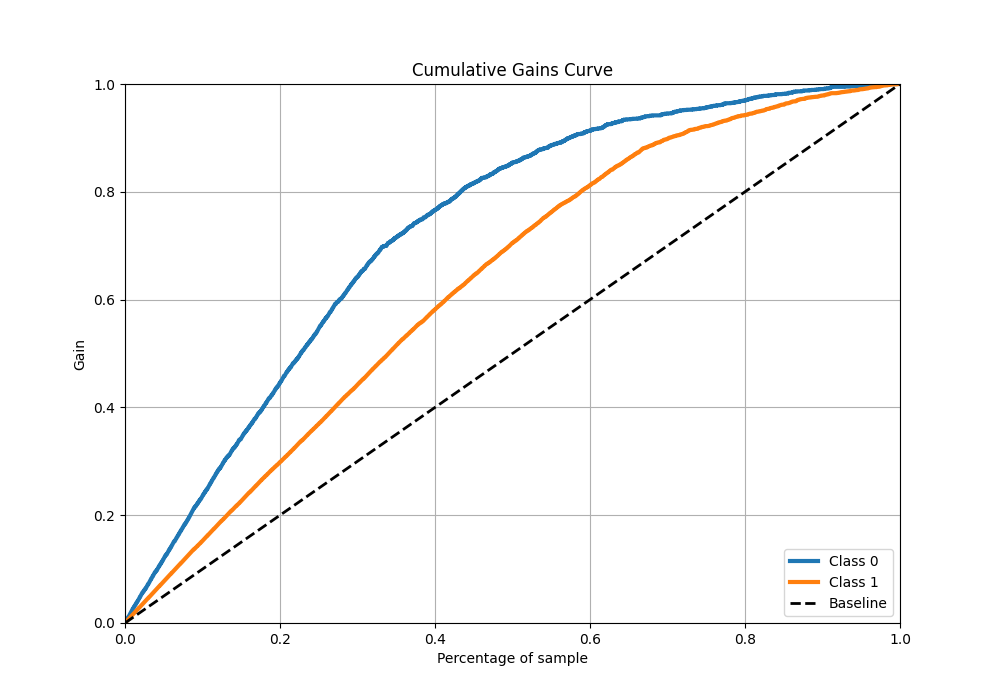 Cumulative Gains Curve
1.0
0.8
0.6
0.4
0.2
0.0
Gain
0.0 0.2 0.4 0.6 0.8 1.0
Percentage of sample
Class 0
Class 1
Baseline